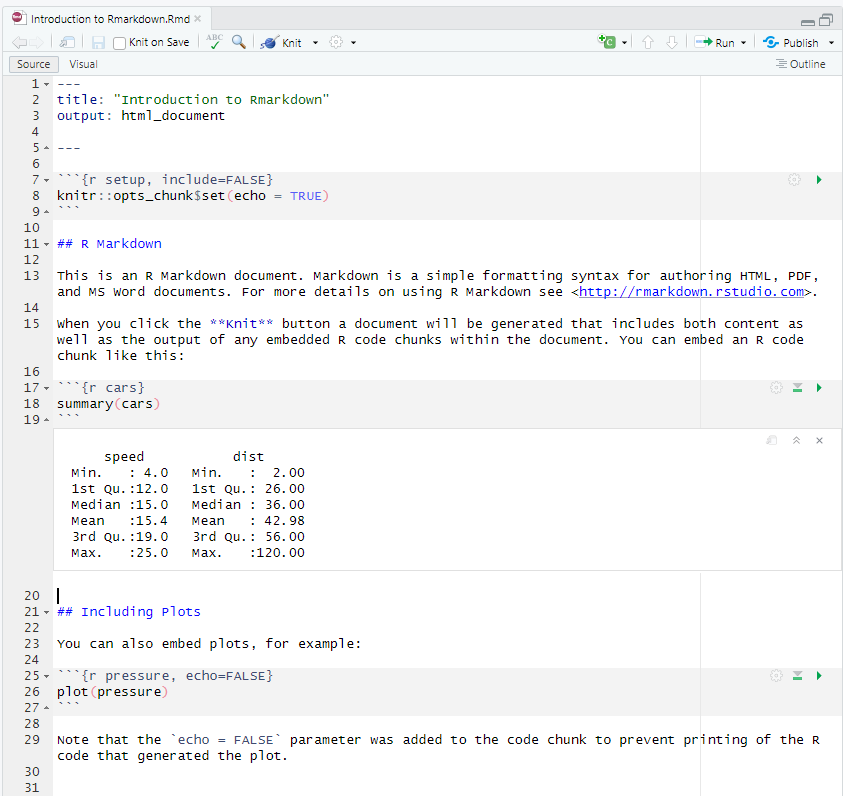 Introduction to Rmarkdown.Rmd
Knit on Save ABC Knit Run Publish
Source Visual Outline
1 ---
2 title: "Introduction to Rmarkdown"
3 output: html_document
4
5 ---
6
7 ```{r setup, include=FALSE}
8 knitr::opts_chunk$set(echo = TRUE)
9 ```
10
11 ## R Markdown
12
13 This is an R Markdown document. Markdown is a simple formatting syntax for authoring HTML, PDF,
and MS Word documents. For more details on using R Markdown see <http://rmarkdown.rstudio.com>.
14
15 When you click the **Knit** button a document will be generated that includes both content as
well as the output of any embedded R code chunks within the document. You can embed an R code
chunk like this:
16
17 ```{r cars}
18 summary(cars)
19 ```
speed dist
Min. : 4.0 Min. : 2.00
1st Qu.:12.0 1st Qu.: 26.00
Median :15.0 Median : 36.00
Mean :15.4 Mean : 42.98
3rd Qu.:19.0 3rd Qu.: 56.00
Max. :25.0 Max. :120.00
20
21 ## Including Plots
22
23 You can also embed plots, for example:
24
25 ```{r pressure, echo=FALSE}
26 plot(pressure)
27 ```
28
29 Note that the `echo = FALSE` parameter was added to the code chunk to prevent printing of the R
code that generated the plot.
30
31